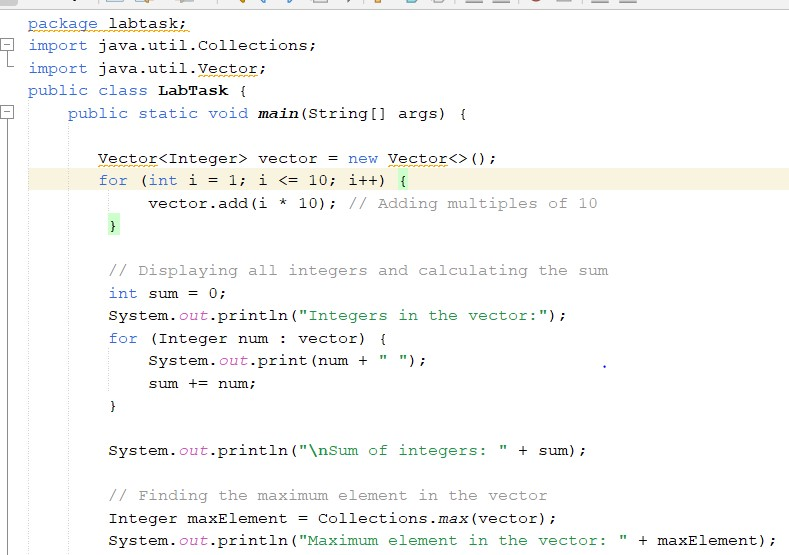 package labtask;
import java.util.Collections;
import java.util.Vector;
public class LabTask {
    public static void main(String[] args) {

       Vector<Integer> vector = new Vector<>();
       for (int i = 1; i <= 10; i++) {
            vector.add(i * 10); // Adding multiples of 10
        }

        // Displaying all integers and calculating the sum
        int sum = 0;
        System.out.println("Integers in the vector:");
        for (Integer num : vector) {
            System.out.print(num + " ");
            sum += num;
        }

        System.out.println("\nSum of integers: " + sum);

        // Finding the maximum element in the vector
        Integer maxElement = Collections.max(vector);
        System.out.println("Maximum element in the vector: " + maxElement);